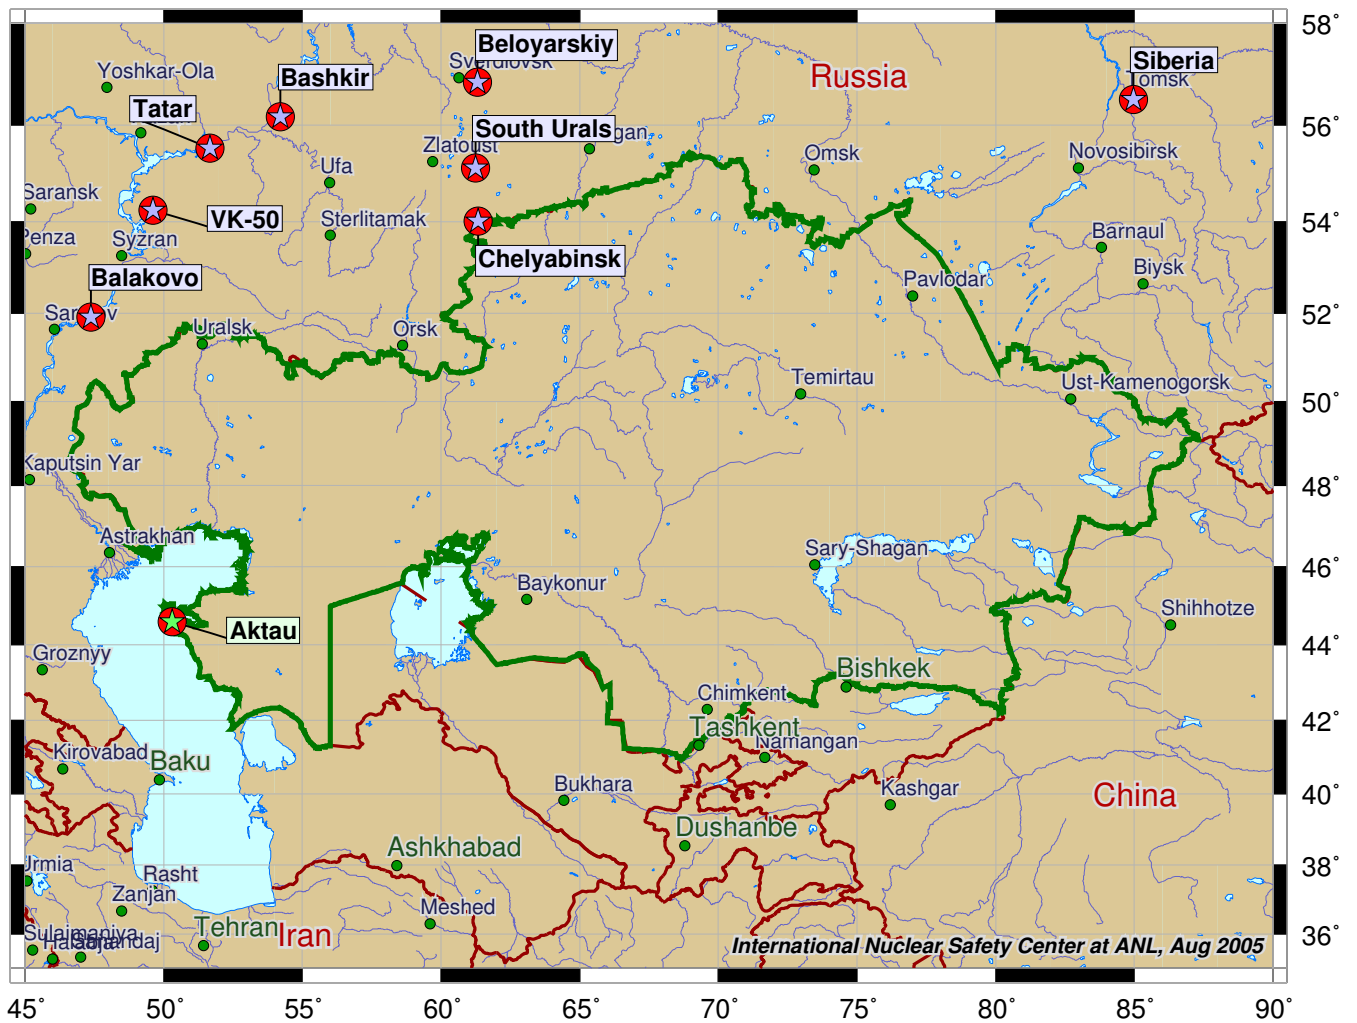 58°
Beloyarskiy
Sverdlovsk
Russia
Siberia
Tomsk
Yoshkar-Ola
Bashkir
Tatar
56°
South Urals
Zlatoust
Omsk
Novosibirsk
Ufa
Saransk
VK-50
Sterlitamak
54°
Penza
Syzran
Barnaul
Chelyabinsk
Biysk
Balakovo
Pavlodar
52°
Uralsk
Orsk
Temirtau
Ust-Kamenogorsk
50°
Kaputsin Yar
48°
Astrakhan
Sary-Shagan
46°
Baykonur
Shihhotze
Aktau
44°
Groznyy
Bishkek
Chimkent
42°
Tashkent
Namangan
Kirovabad
Baku
Bukhara
Kashgar
China
40°
Dushanbe
Ashkhabad
38°
Urmia
Rasht
Zanjan
Meshed
Tehran
Iran
36°
Sulaimaniya
International Nuclear Safety Center at ANL, Aug 2005
45° 50° 55° 60° 65° 70° 75° 80° 85° 90°